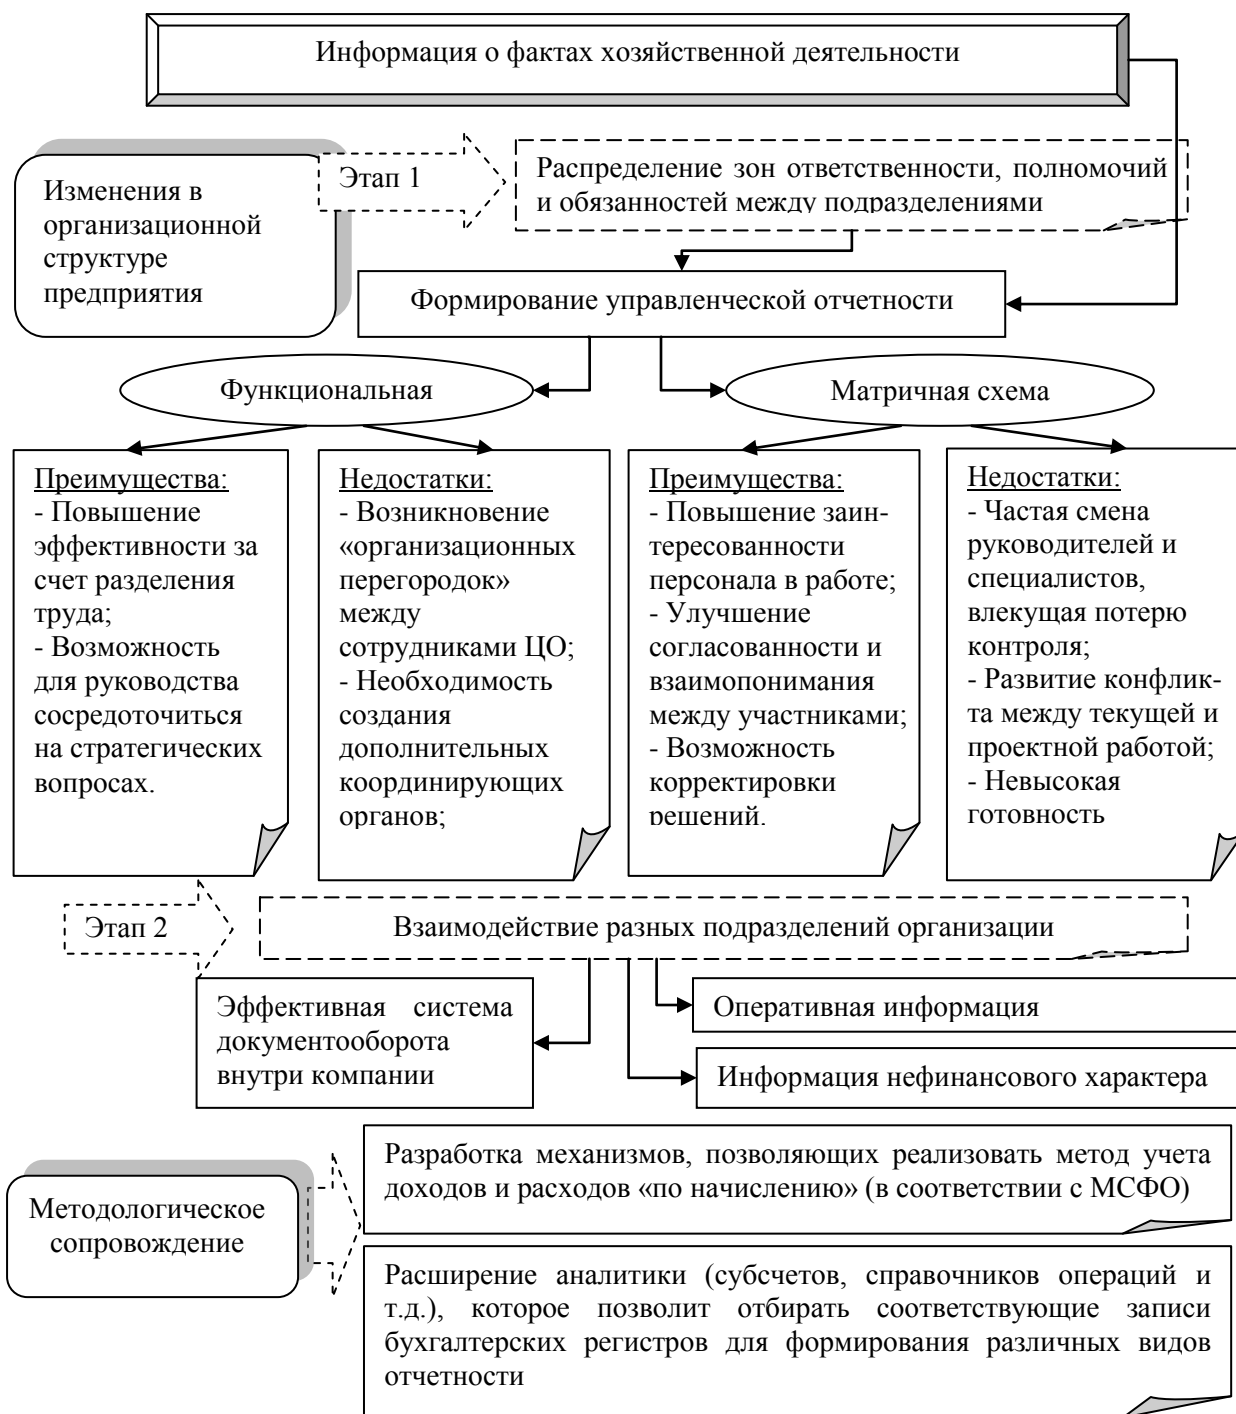 Информация о фактах хозяйственной деятельности
Изменения в
организационной
структуре
предприятия
Этап 1
Распределение зон ответственности, полномочий
и обязанностей между подразделениями
Формирование управленческой отчетности
Функциональная
Матричная схема
Преимущества:
- Повышение
эффективности за
счет разделения
труда;
- Возможность
для руководства
сосредоточиться
на стратегических
вопросах.
Недостатки:
- Возникновение
«организационных
перегородок»
между
сотрудниками ЦО;
- Необходимость
создания
дополнительных
координирующих
органов;
Преимущества:
- Повышение заин-
тересованности
персонала в работе;
- Улучшение
согласованности и
взаимопонимания
между участниками;
- Возможность
корректировки
решений.
Недостатки:
- Частая смена
руководителей и
специалистов,
влекущая потерю
контроля;
- Развитие конфлик-
та между текущей и
проектной работой;
- Невысокая
готовность
Этап 2
Взаимодействие разных подразделений организации
Эффективная система
документооборота
внутри компании
Оперативная информация
Информация нефинансового характера
Методологическое
сопровождение
Разработка механизмов, позволяющих реализовать метод учета
доходов и расходов «по начислению» (в соответствии с МСФО)
Расширение аналитики (субсчетов, справочников операций и
т.д.), которое позволит отбирать соответствующие записи
бухгалтерских регистров для формирования различных видов
отчетности